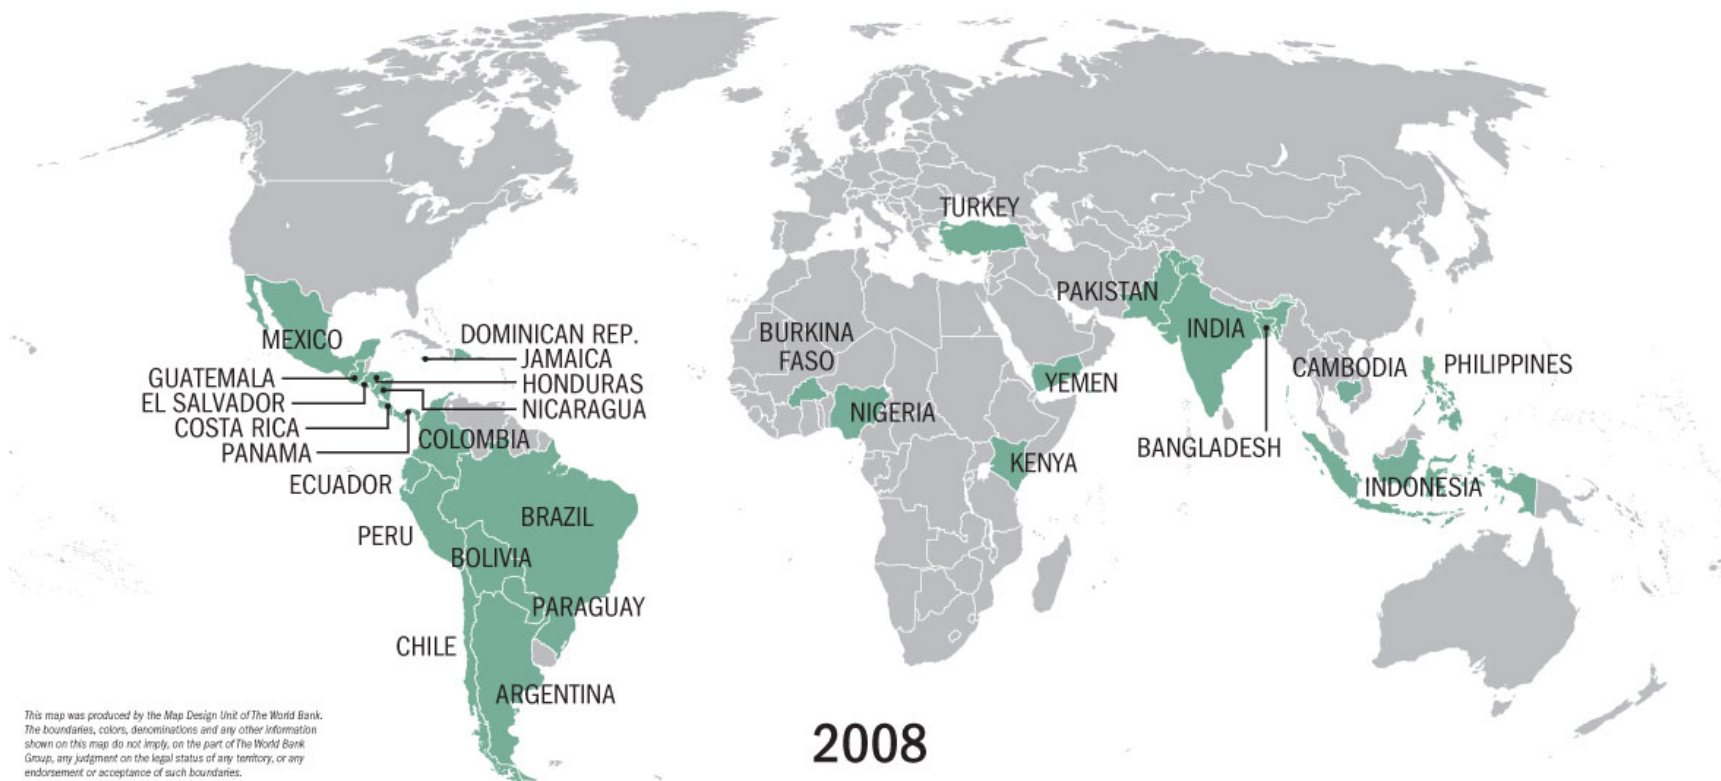 TURKEY
PAKISTAN
MEXICO
DOMINICAN REP.
JAMAICA
BURKINA
FASO
INDIA
GUATEMALA
HONDURAS
YEMEN
CAMBODIA
PHILIPPINES
EL SALVADOR
NICARAGUA
NIGERIA
COSTA RICA
COLOMBIA
PANAMA
BANGLADESH
KENYA
ECUADOR
INDONESIA
BRAZIL
PERU
BOLIVIA
PARAGUAY
CHILE
ARGENTINA
This map was produced by the Map Design Unit of The World Bank.
The boundaries, colors, denominations and any other information
shown on this map do not imply, on the part of The World Bank
Group, any judgment on the legal status of any territory, or any
endorsement or acceptance of such boundaries.
2008